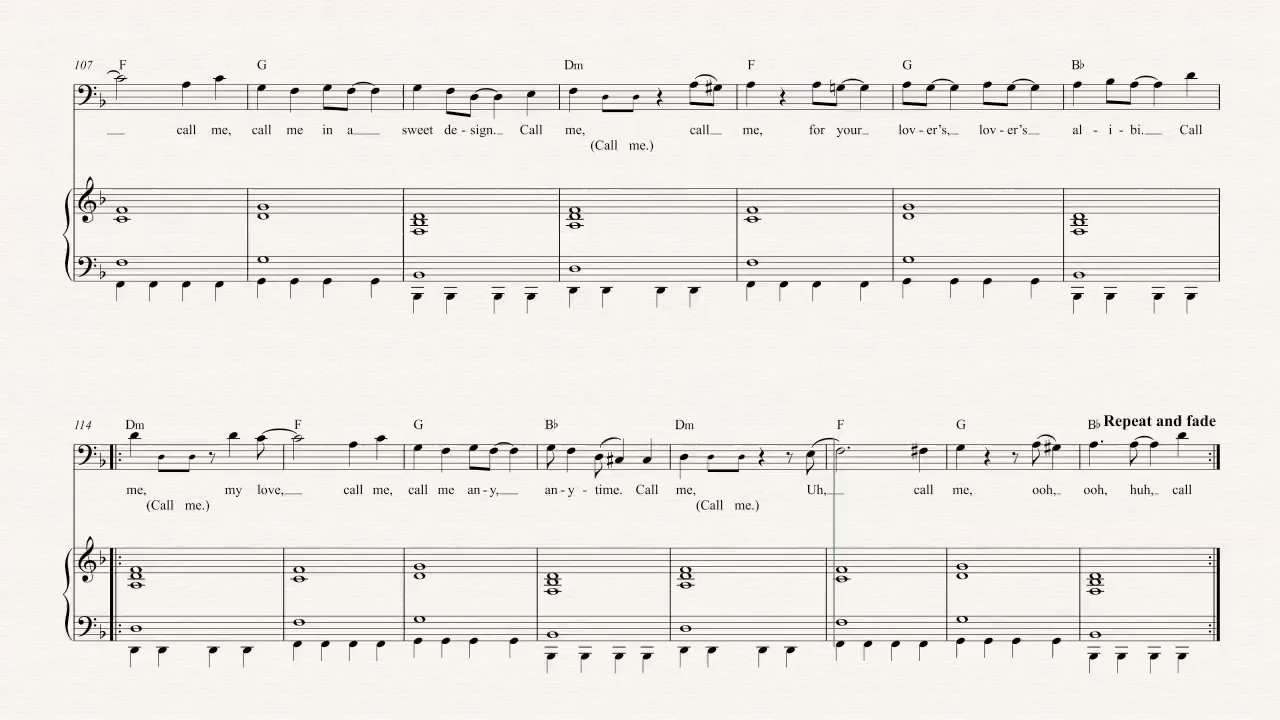 107 F G Dm F G B♭
call me, call me in a sweet de - sign. Call me, call me, for your lov - er's, lov - er's al - i - bi. Call
(Call me.)
114 Dm F G B♭ Dm F G B♭ Repeat and fade
me, my love, call me, call me an - y, an - y - time. Call me, Uh, call me, ooh, ooh, huh, call
(Call me.) (Call me.)